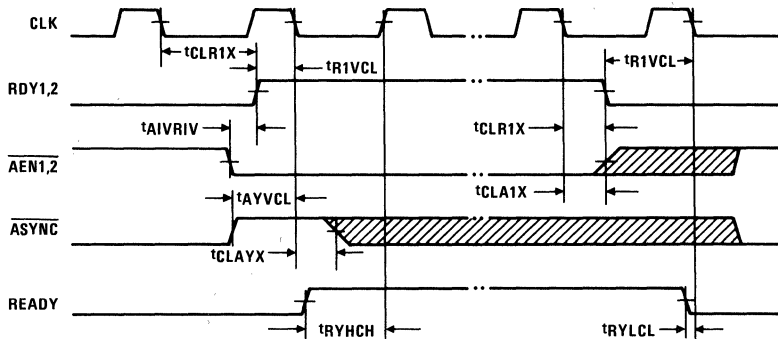 CLK
tCLR1X
tR1VCL
tR1VCL
RDY1,2
tAIVRIV
tCLR1X
AEN1,2
tAYVCL
tCLA1X
ASYNC
tCLAYX
READY
tRYHCH
tRYLCL